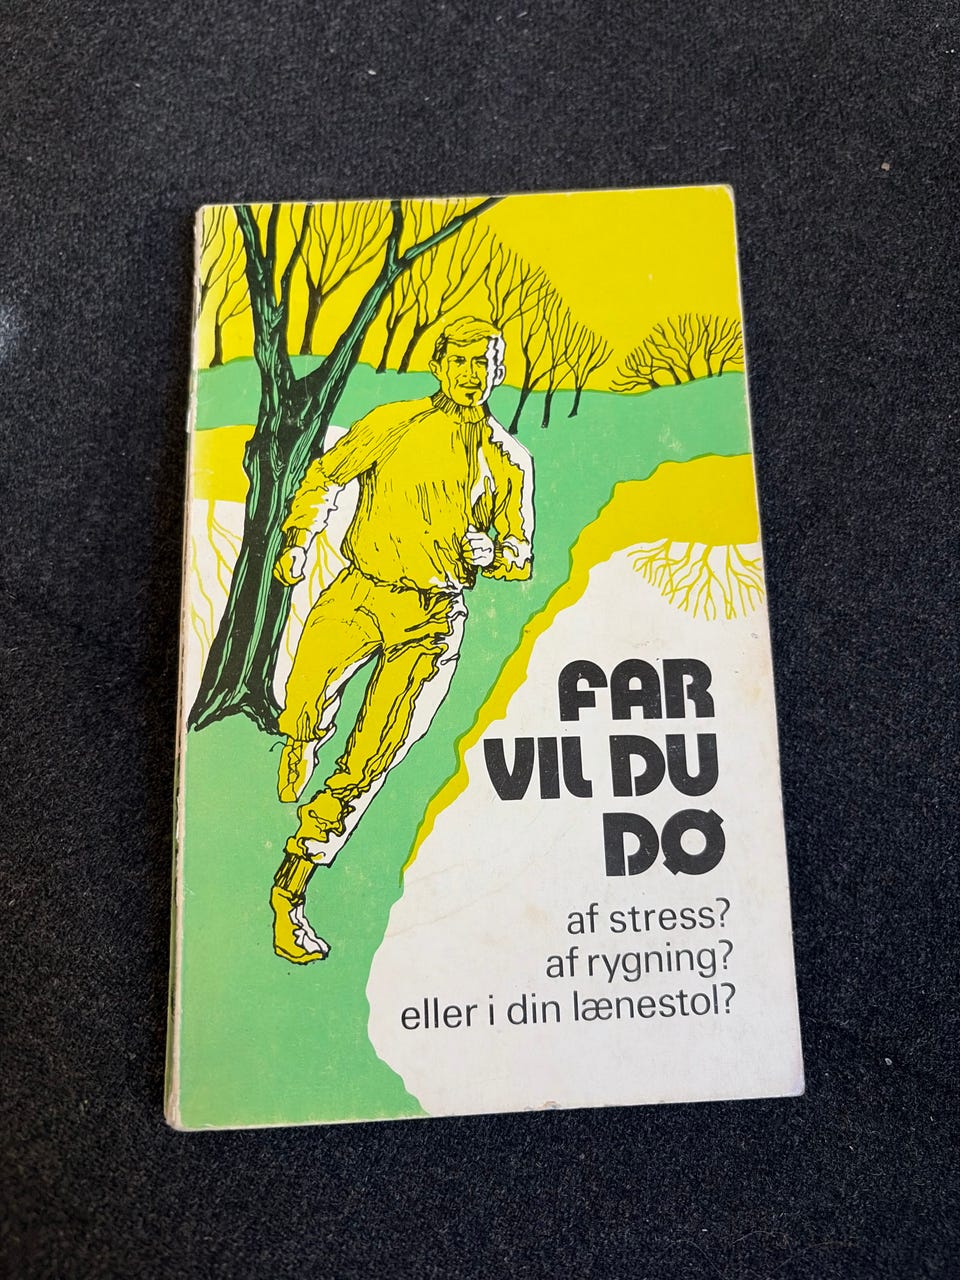 FAR
VIL DU
DØ
af stress?
af rygning?
eller i din lænestol?